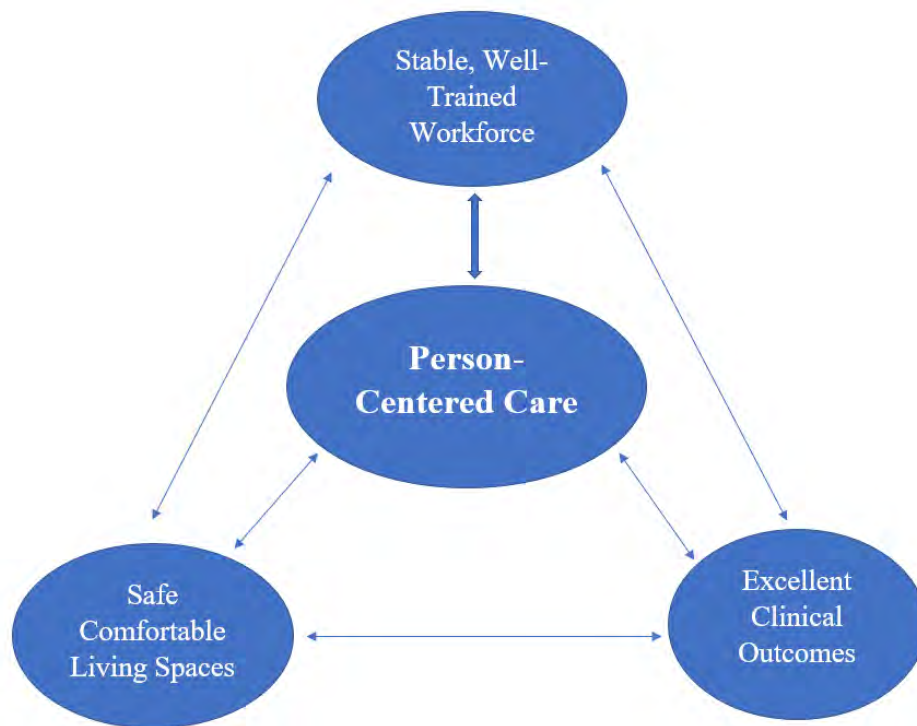 Stable, Well-
Trained
Workforce
Person-
Centered Care
Safe
Comfortable
Living Spaces
Excellent
Clinical
Outcomes